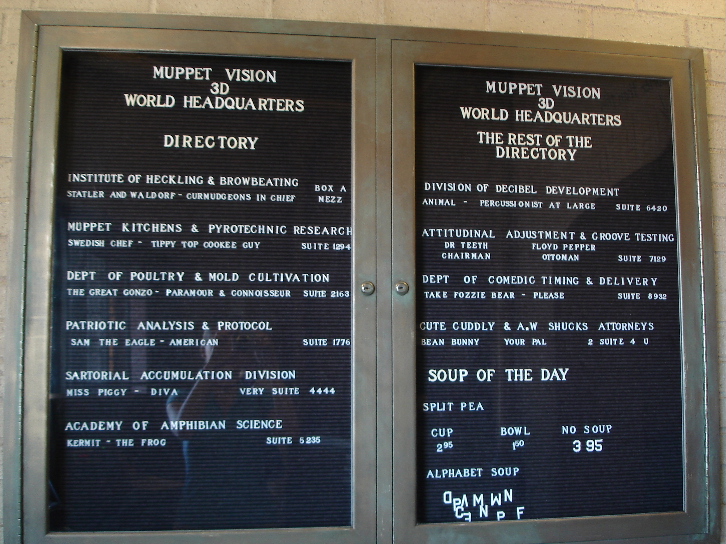 MUPPET VISION
3D
WORLD HEADQUARTERS
DIRECTORY
INSTITUTE OF HECKLING & BROWBEATING BOX A
STATLER AND WALDORF - CURMUDGEONS IN CHIEF MEZZ
MUPPET KITCHENS & PYROTECHNIC RESEARCH
SWEDISH CHEF - TIPPY TOP COOKEE GUY SUITE 1294
DEPT OF POULTRY & MOLD CULTIVATION
THE GREAT GONZO - PARAMOUR & CONNOISSEUR SUITE 2163
PATRIOTIC ANALYSIS & PROTOCOL
SAM THE EAGLE - AMERICAN SUITE 1776
SARTORIAL ACCUMULATION DIVISION
MISS PIGGY - DIVA VERY SUITE 4444
ACADEMY OF AMPHIBIAN SCIENCE
KERMIT - THE FROG SUITE 5235
MUPPET VISION
3D
WORLD HEADQUARTERS
THE REST OF THE
DIRECTORY
DIVISION OF DECIBEL DEVELOPMENT
ANIMAL - PERCUSSIONIST AT LARGE SUITE 6420
ATTITUDINAL ADJUSTMENT & GROOVE TESTING
DR TEETH FLOYD PEPPER
CHAIRMAN OTTOMAN SUITE 7129
DEPT OF COMEDIC TIMING & DELIVERY
TAKE FOZZIE BEAR - PLEASE SUITE 8932
CUTE CUDDLY & A.W SHUCKS ATTORNEYS
BEAN BUNNY YOUR PAL 2 SUITE 4 U
SOUP OF THE DAY
SPLIT PEA
CUP BOWL NO SOUP
2 95 1 50 3 95
ALPHABET SOUP